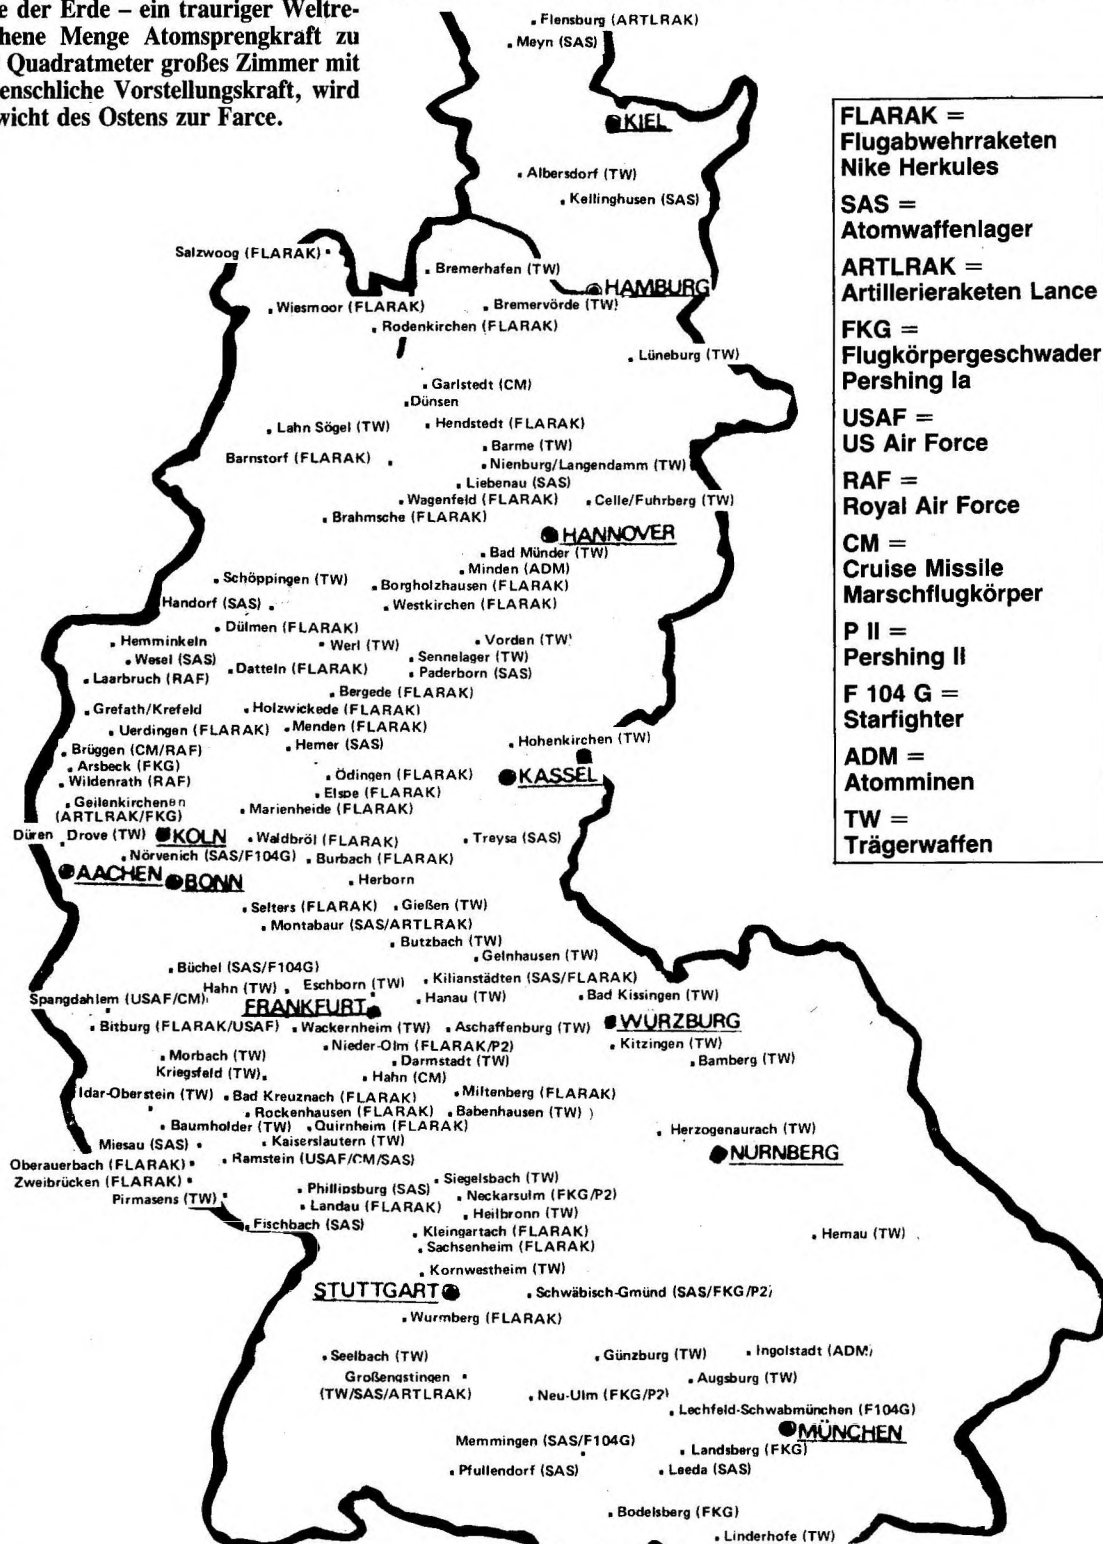 e der Erde – ein trauriger Weltre-
hene Menge Atomsprengkraft zu
Quadratmeter großes Zimmer mit
enschliche Vorstellungskraft, wird
wicht des Ostens zur Farce.
Flensburg (ARTLRAK)
Meyn (SAS)
KIEL
Albersdorf (TW)
Kellinghusen (SAS)
Salzwoog (FLARAK)
Bremerhafen (TW)
HAMBURG
Wiesmoor (FLARAK)
Bremervörde (TW)
Rodenkirchen (FLARAK)
Lüneburg (TW)
Garlstedt (CM)
Dünsen
Lahn Sögel (TW)
Hendstedt (FLARAK)
Barme (TW)
Barnstorf (FLARAK)
Nienburg/Langendamm (TW)
Liebenau (SAS)
Wagenfeld (FLARAK)
Celle/Fuhrberg (TW)
Brahmsche (FLARAK)
HANNOVER
Bad Münder (TW)
Minden (ADM)
Schöppingen (TW)
Borgholzhausen (FLARAK)
Handorf (SAS)
Westkirchen (FLARAK)
Dülmen (FLARAK)
Hemminkeln
Werl (TW)
Vorden (TW)
Wesel (SAS)
Sennelager (TW)
Datteln (FLARAK)
Paderborn (SAS)
Laarbruch (RAF)
Bergede (FLARAK)
Grefath/Krefeld
Holzwickede (FLARAK)
Uerdingen (FLARAK)
Menden (FLARAK)
Hemer (SAS)
Hohenkirchen (TW)
Brüggen (CM/RAF)
Arsbeck (FKG)
Wildenrath (RAF)
Ödingen (FLARAK)
KASSEL
Elspe (FLARAK)
Geilenkirchenen
(ARTLRAK/FKG)
Marienheide (FLARAK)
Düren
Drove (TW)
KÖLN
Waldbröl (FLARAK)
Treysa (SAS)
Nörvenich (SAS/F104G)
Burbach (FLARAK)
AACHEN
BONN
Herborn
Selters (FLARAK)
Gießen (TW)
Montabaur (SAS/ARTLRAK)
Butzbach (TW)
Gelnhausen (TW)
Büchel (SAS/F104G)
Kilianstädten (SAS/FLARAK)
Hahn (TW)
Eschborn (TW)
Spangdahlem (USAF/CM)
FRANKFURT
Hanau (TW)
Bad Kissingen (TW)
Bitburg (FLARAK/USAF)
Wackernheim (TW)
Aschaffenburg (TW)
WÜRZBURG
Nieder-Olm (FLARAK/P2)
Kitzingen (TW)
Morbach (TW)
Darmstadt (TW)
Bamberg (TW)
Kriegsfeld (TW)
Hahn (CM)
Idar-Oberstein (TW)
Bad Kreuznach (FLARAK)
Miltenberg (FLARAK)
Rockenhausen (FLARAK)
Babenhausen (TW)
Baumholder (TW)
Quirnheim (FLARAK)
Herzogenaurach (TW)
Miesau (SAS)
Kaiserslautern (TW)
Oberauerbach (FLARAK)
Ramstein (USAF/CM/SAS)
NÜRNBERG
Zweibrücken (FLARAK)
Siegelsbach (TW)
Phillipsburg (SAS)
Neckarsulm (FKG/P2)
Pirmasens (TW)
Landau (FLARAK)
Heilbronn (TW)
Fischbach (SAS)
Kleingartach (FLARAK)
Hemau (TW)
Sachsenheim (FLARAK)
Kornwestheim (TW)
STUTTGART
Schwäbisch-Gmünd (SAS/FKG/P2)
Wurmberg (FLARAK)
Seelbach (TW)
Günzburg (TW)
Ingolstadt (ADM)
Großengstingen
(TW/SAS/ARTLRAK)
Augsburg (TW)
Neu-Ulm (FKG/P2)
Lechfeld-Schwabmünchen (F104G)
MÜNCHEN
Memmingen (SAS/F104G)
Landsberg (FKG)
Pfullendorf (SAS)
Leeda (SAS)
Bodelsberg (FKG)
Linderhofe (TW)
FLARAK =
Flugabwehrraketen
Nike Herkules
SAS =
Atomwaffenlager
ARTLRAK =
Artillerieraketen Lance
FKG =
Flugkörpergeschwader
Pershing Ia
USAF =
US Air Force
RAF =
Royal Air Force
CM =
Cruise Missile
Marschflugkörper
P II =
Pershing II
F 104 G =
Starfighter
ADM =
Atomminen
TW =
Trägerwaffen